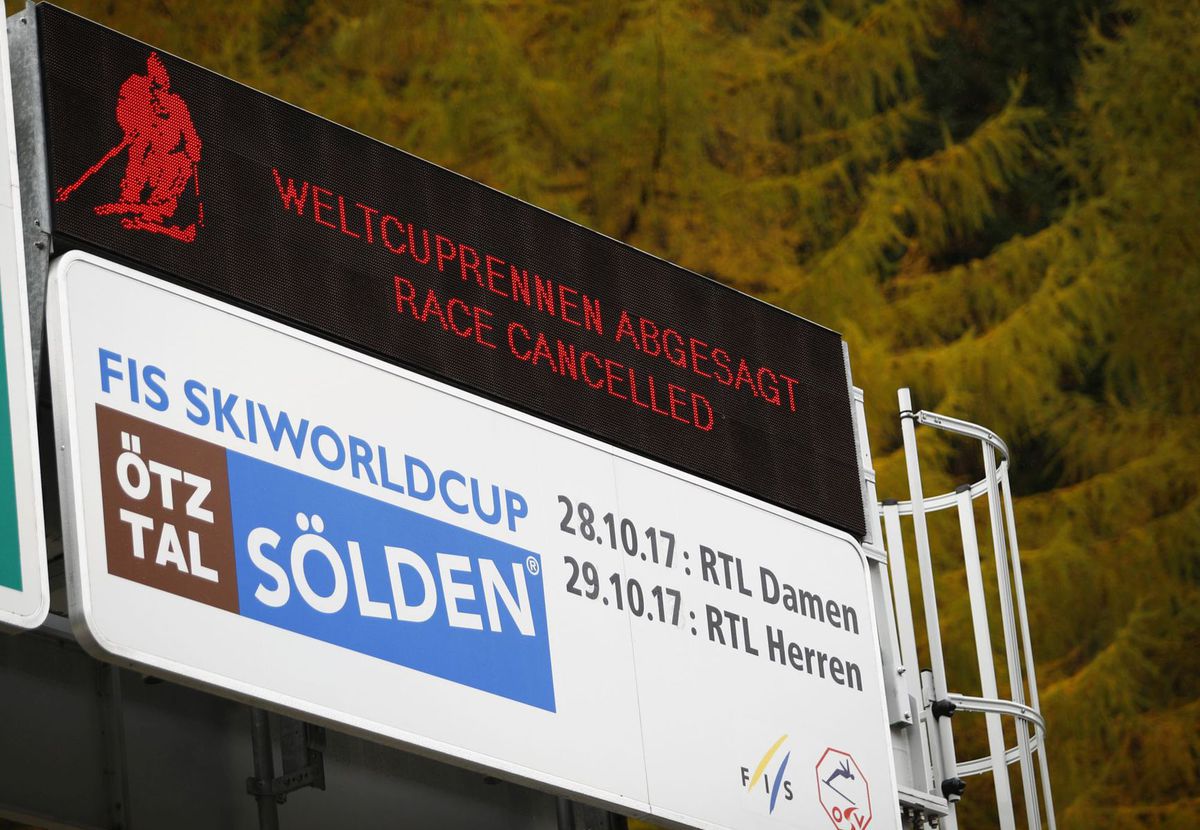 WELTCUPRENNEN ABGESAGT
RACE CANCELLED
FIS SKIWORLDCUP
ÖTZ
TAL
SÖLDEN®
28.10.17: RTL Damen
29.10.17: RTL Herren
FIS
ÖSV